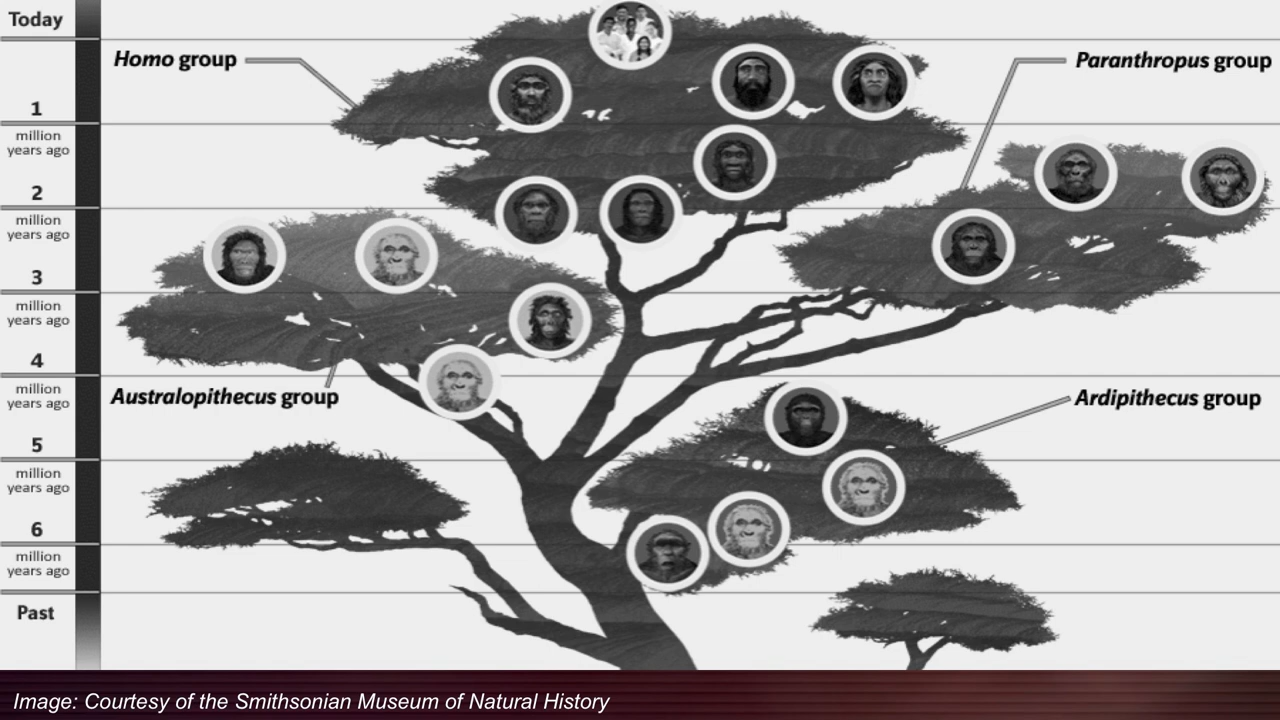 Today
Homo group
Paranthropus group
1
million
years ago
2
million
years ago
3
million
years ago
4
million
years ago
Australopithecus group
Ardipithecus group
5
million
years ago
6
million
years ago
Past
Image: Courtesy of the Smithsonian Museum of Natural History